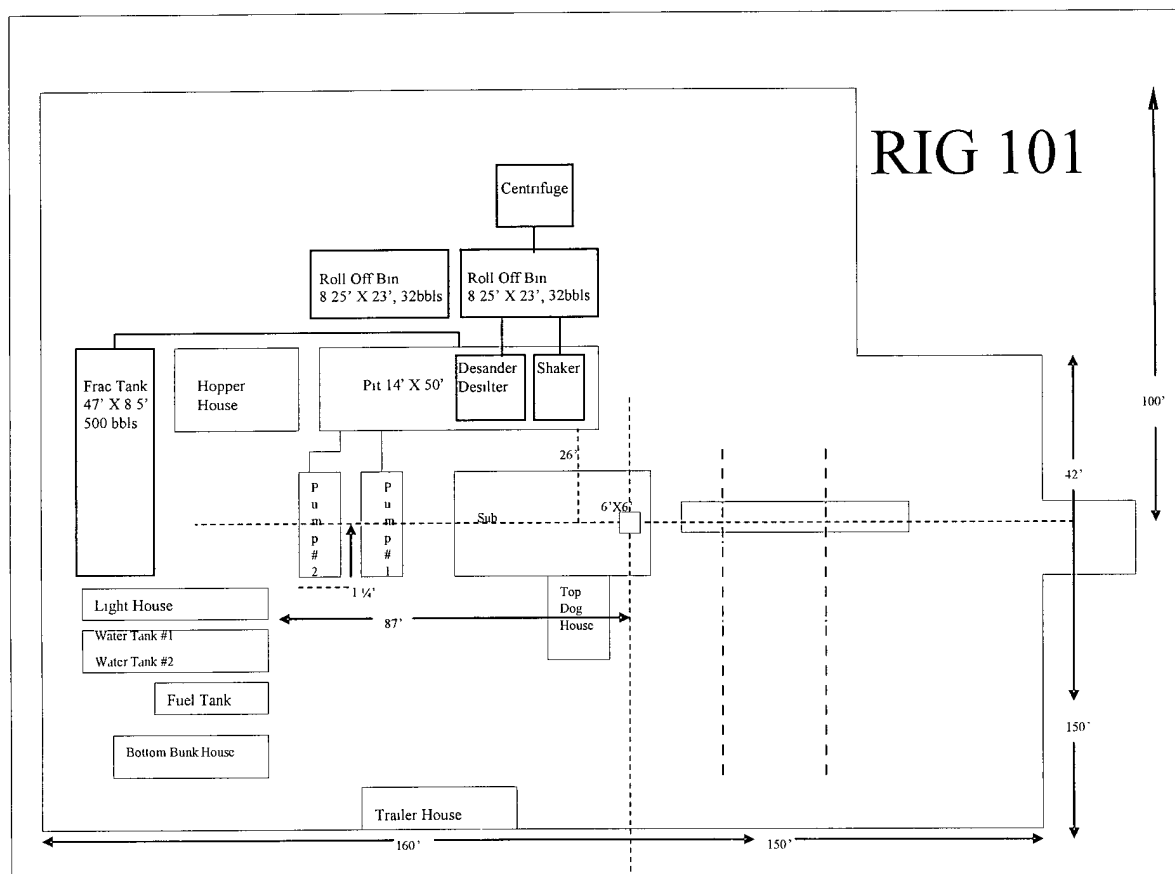 RIG 101
Centrifuge
Roll Off Bin
8 25' X 23', 32bbls
Roll Off Bin
8 25' X 23', 32bbls
Frac Tank
47' X 8 5'
500 bbls
Hopper
House
Pit 14' X 50'
Desander
Desilter
Shaker
100'
42'
26'
Pump #2
Pump #1
Sub
6'X6'
1 ¼'
Light House
Water Tank #1
Water Tank #2
87'
Top
Dog
House
Fuel Tank
150'
Bottom Bunk House
Trailer House
160'
150'